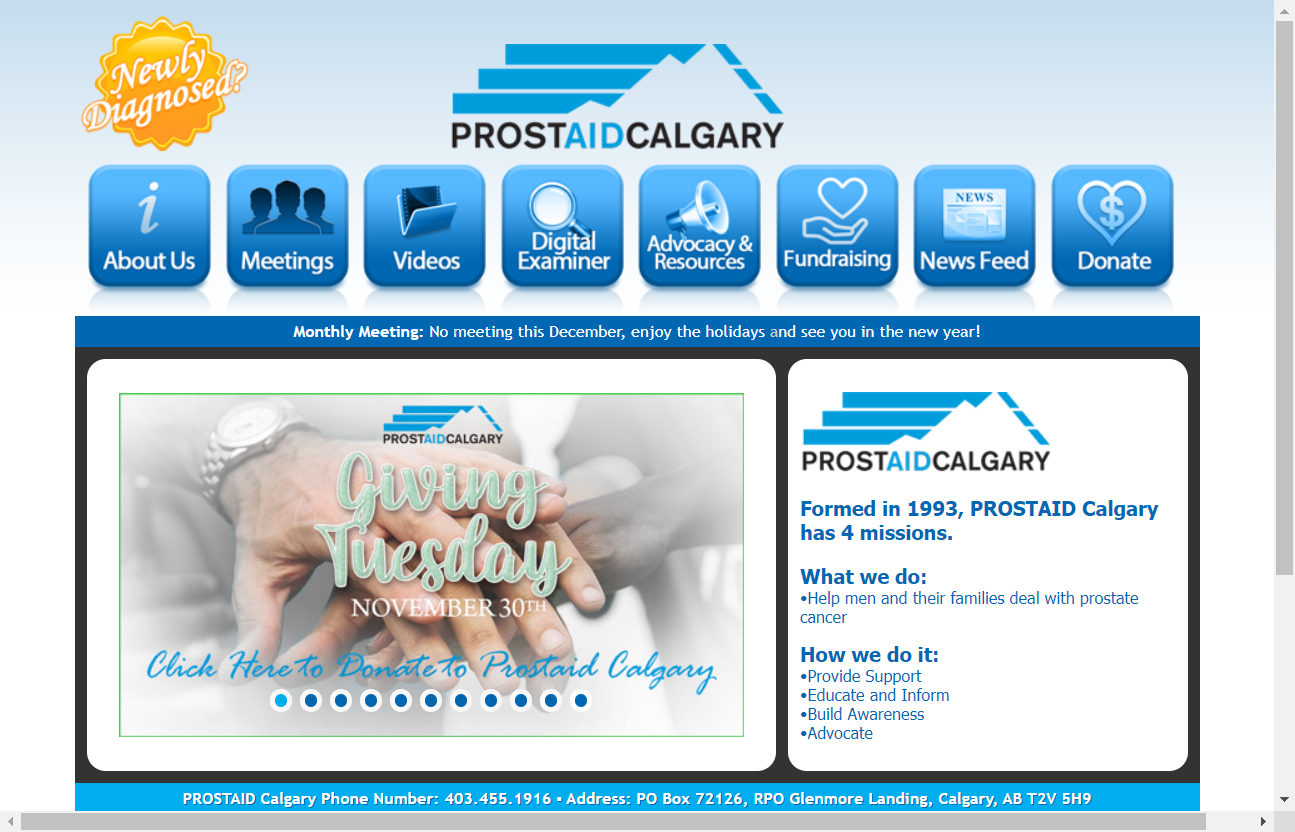 Newly
Diagnosed?
PROSTAIDCALGARY
About Us
Meetings
Videos
Digital
Examiner
Advocacy &
Resources
Fundraising
NEWS
News Feed
$
Donate
Monthly Meeting: No meeting this December, enjoy the holidays and see you in the new year!
PROSTAIDCALGARY
Giving
Tuesday
NOVEMBER 30TH
Click Here to Donate to Prostaid Calgary
PROSTAIDCALGARY
Formed in 1993, PROSTAID Calgary
has 4 missions.
What we do:
•Help men and their families deal with prostate
cancer
How we do it:
•Provide Support
•Educate and Inform
•Build Awareness
•Advocate
PROSTAID Calgary Phone Number: 403.455.1916 ▪ Address: PO Box 72126, RPO Glenmore Landing, Calgary, AB T2V 5H9